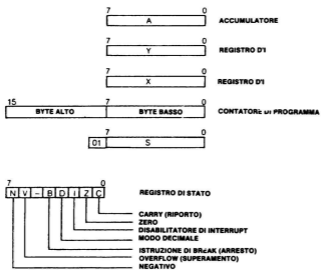 7 0
A ACCUMULATORE
7 0
Y REGISTRO D'I
7 0
X REGISTRO D'I
15 7 0
BYTE ALTO BYTE BASSO CONTATORE DI PROGRAMMA
7 0
01 S
7 0
N V – B D I Z C REGISTRO DI STATO
CARRY (RIPORTO)
ZERO
DISABILITATORE DI INTERRUPT
MODO DECIMALE
ISTRUZIONE DI BREAK (ARRESTO)
OVERFLOW (SUPERAMENTO)
NEGATIVO